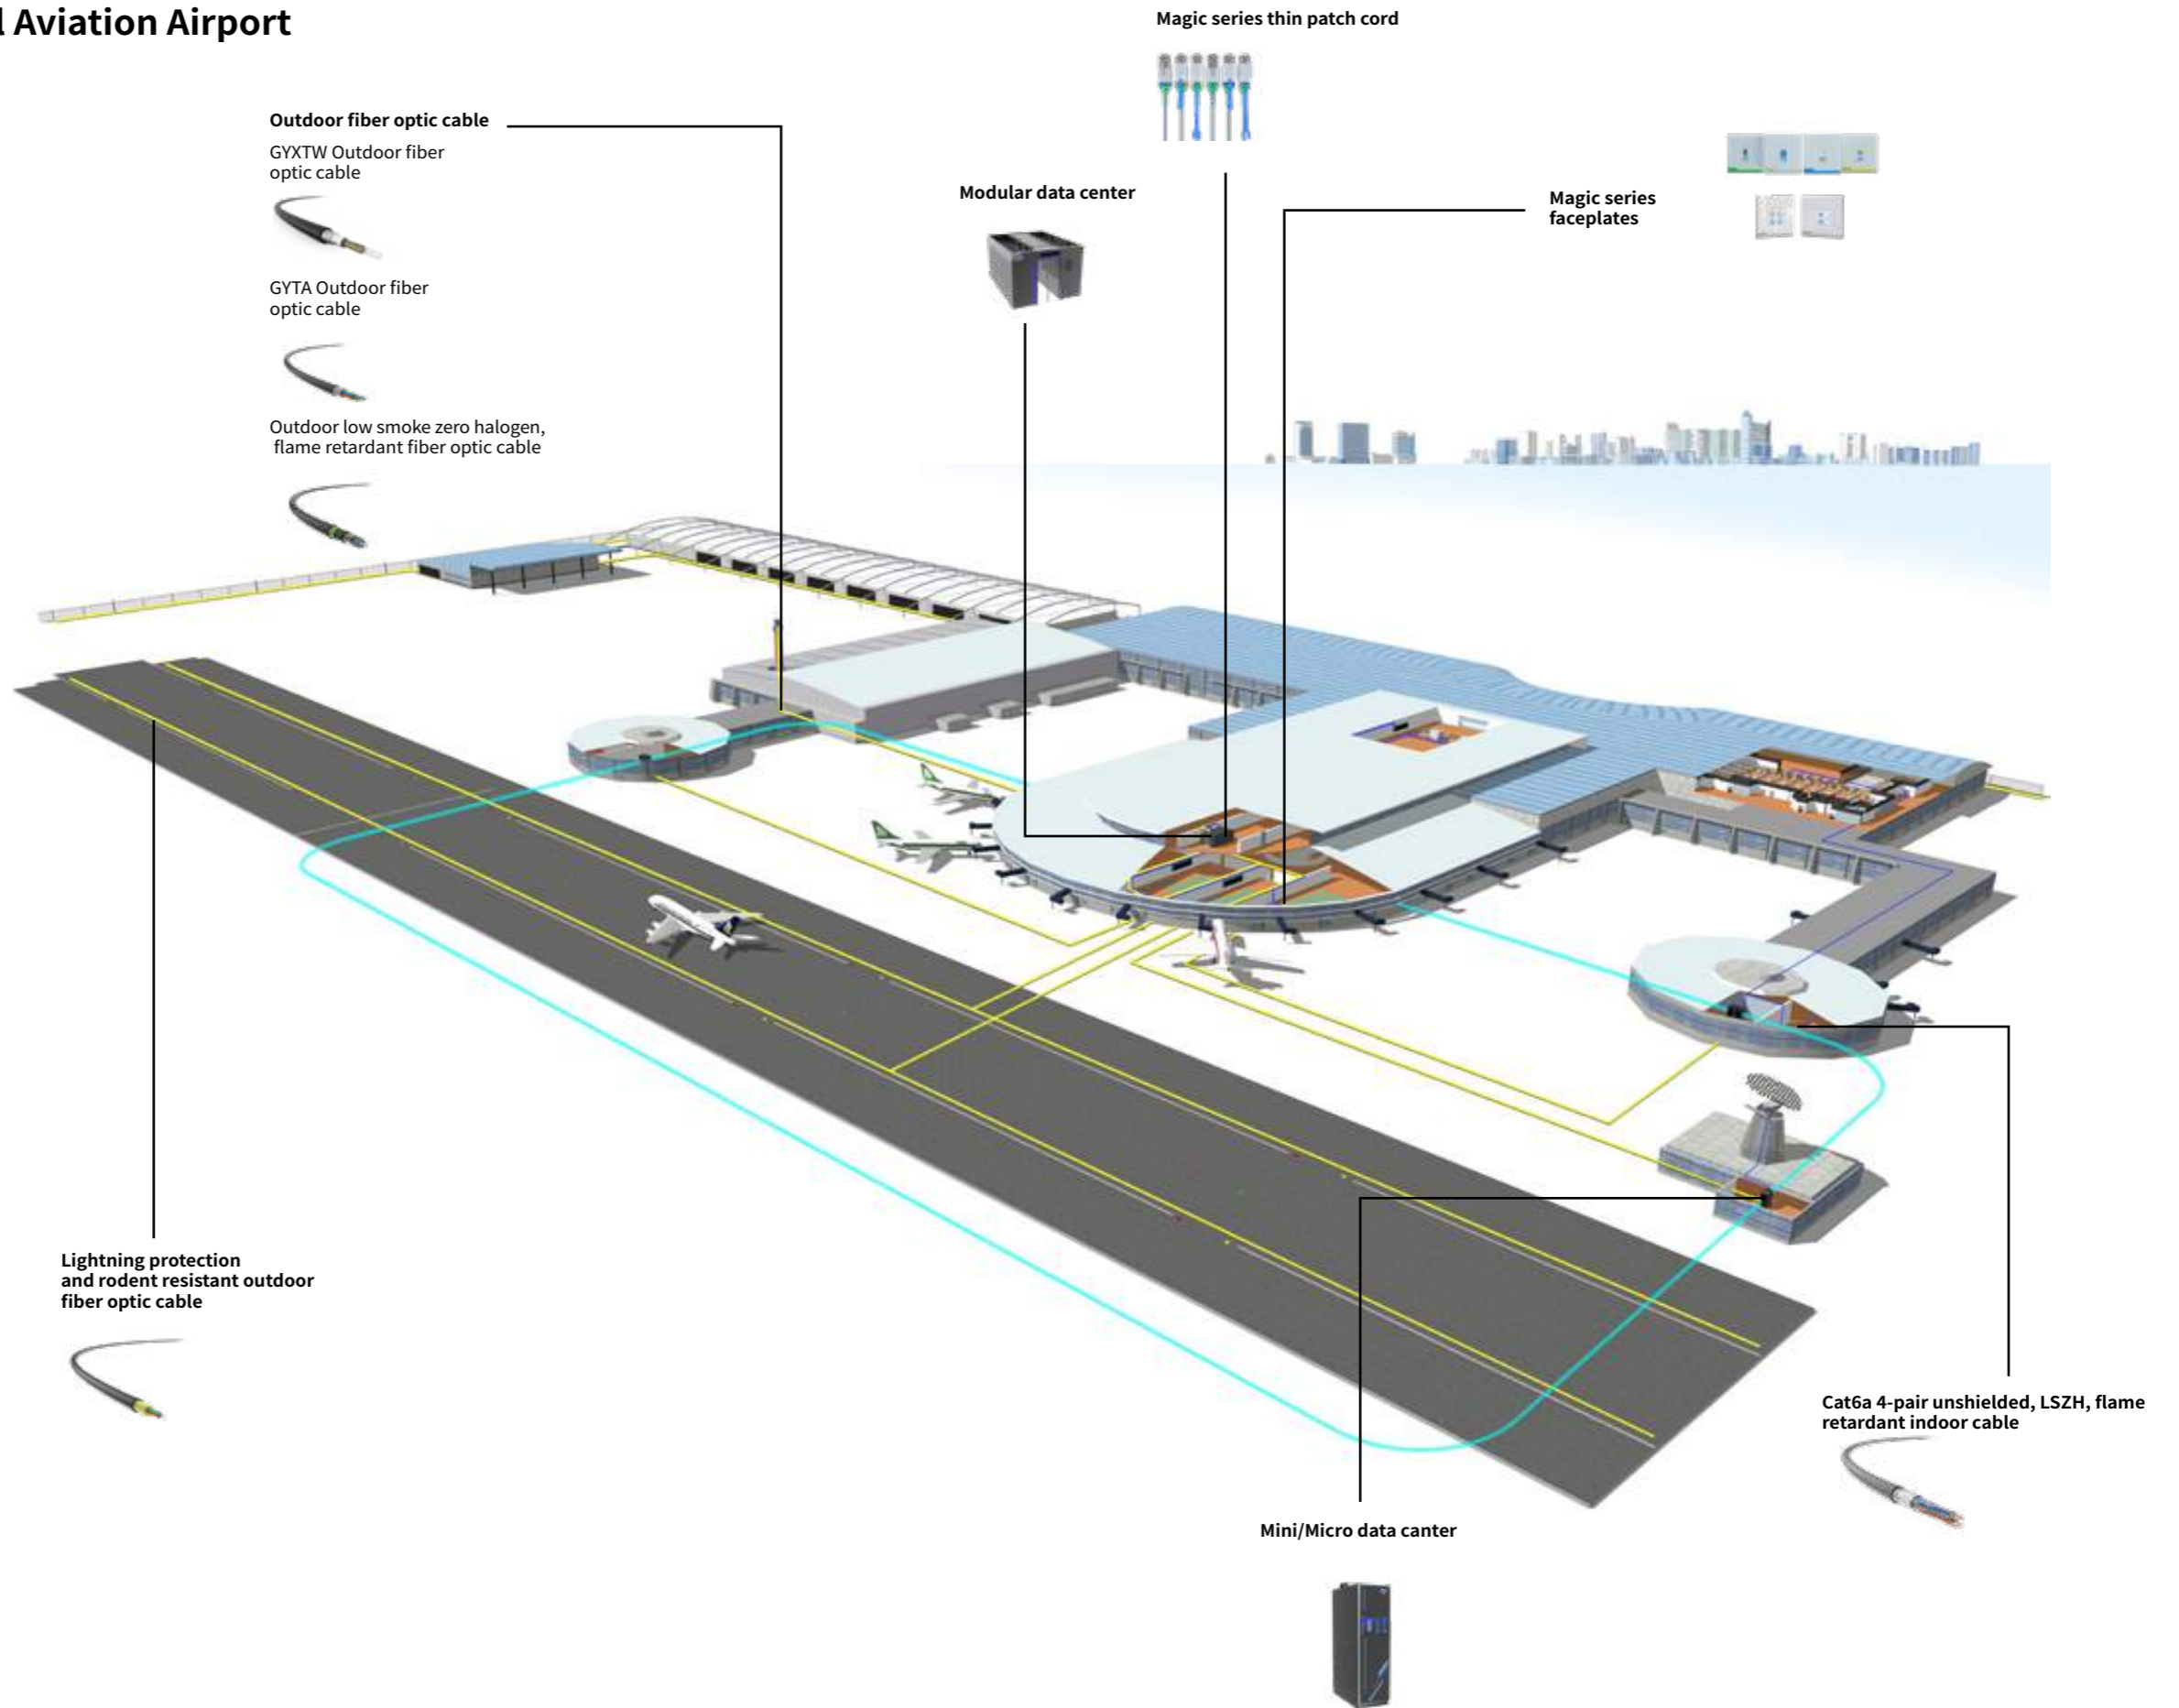 Aviation Airport
Magic series thin patch cord
Outdoor fiber optic cable
GYXTW Outdoor fiber
optic cable
Modular data center
Magic series
faceplates
GYTA Outdoor fiber
optic cable
Outdoor low smoke zero halogen,
flame retardant fiber optic cable
Lightning protection
and rodent resistant outdoor
fiber optic cable
Cat6a 4-pair unshielded, LSZH, flame
retardant indoor cable
Mini/Micro data canter